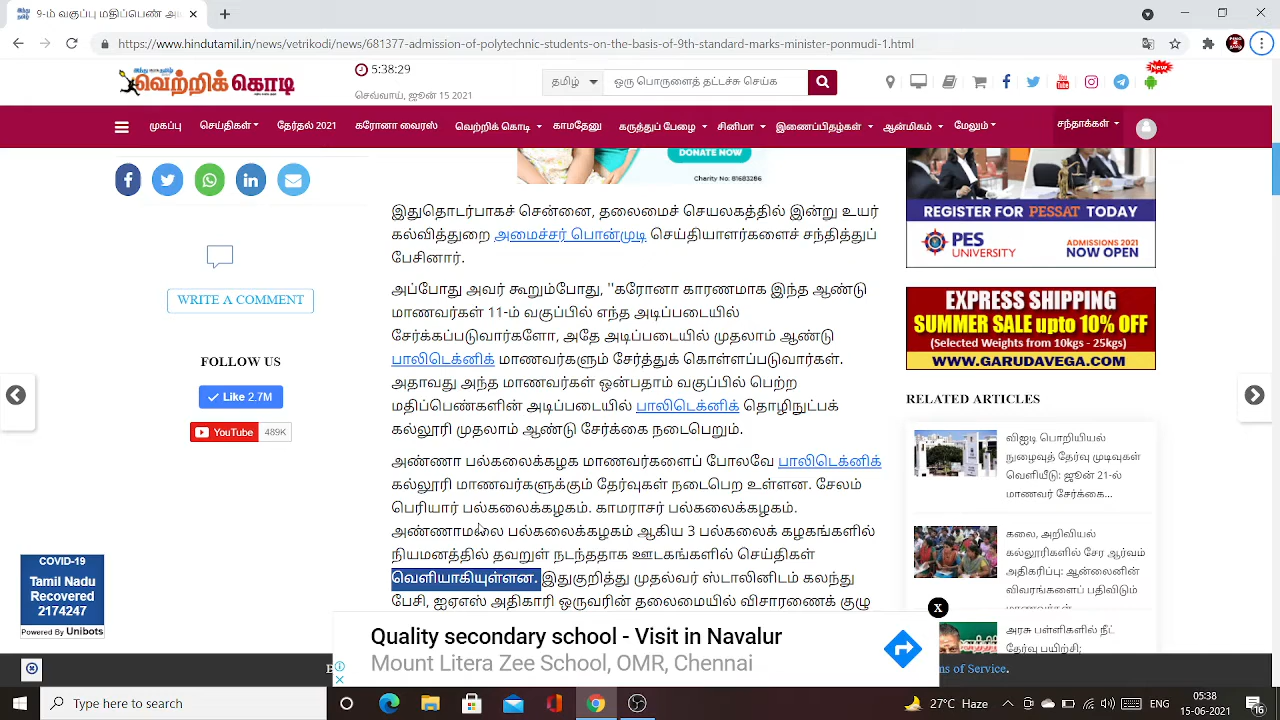 9-ம்
https://www.hindutamil.in/news/vetrikodi/news/681377-admission-of-polytechnic-students-on-the-basis-of-9th-standard-marks-minister-ponmudi-1.html
இந்து தமிழ்
வெற்றிக் கொடி
5:38:29
செவ்வாய், ஜூன் 15 2021
தமிழ்
ஒரு பொருளைத் தட்டச்சு செய்க
New
முகப்பு
செய்திகள்
தேர்தல் 2021
கரோனா வைரஸ்
வெற்றிக் கொடி
காமதேனு
கருத்துப் பேழை
சினிமா
இணைப்பிதழ்கள்
ஆன்மிகம்
மேலும்
சந்தாக்கள்
WRITE A COMMENT
FOLLOW US
Like 2.7M
YouTube 489K
DONATE NOW
Charity No: 81683286
இதுதொடர்பாகச் சென்னை, தலைமைச் செயலகத்தில் இன்று உயர்
கல்வித்துறை அமைச்சர் பொன்முடி செய்தியாளர்களைச் சந்தித்துப்
பேசினார்.
அப்போது அவர் கூறும்போது, ''கரோனா காரணமாக இந்த ஆண்டு
மாணவர்கள் 11-ம் வகுப்பில் எந்த அடிப்படையில்
சேர்க்கப்படுவார்களோ, அதே அடிப்படையில் முதலாம் ஆண்டு
பாலிடெக்னிக் மாணவர்களும் சேர்த்துக் கொள்ளப்படுவார்கள்.
அதாவது அந்த மாணவர்கள் ஒன்பதாம் வகுப்பில் பெற்ற
மதிப்பெண்களின் அடிப்படையில் பாலிடெக்னிக் தொழிநுட்பக்
கல்லூரி முதலாம் ஆண்டு சேர்க்கை நடைபெறும்.
அண்ணா பல்கலைக்கழக மாணவர்களைப் போலவே பாலிடெக்னிக்
கல்லூரி மாணவர்களுக்கும் தேர்வுகள் நடைபெற உள்ளன. சேலம்
பெரியார் பல்கலைக்கழகம். காமராசர் பல்கலைக்கழகம்.
அண்ணாமலை பல்கலைக்கழகம் ஆகிய 3 பல்கலைக்கழகங்களில்
நியமனத்தில் தவறுள் நடந்ததாக ஊடகங்களில் செய்திகள்
வெளியாகியுள்ளன. இதுகுறித்து முதல்வர் ஸ்டாலினிடம் கலந்து
பேசி, ஐஏஎஸ் அதிகாரி ஒருவரின் தலைமையில் விசாரணைக் குழு
REGISTER FOR PESSAT TODAY
PES
UNIVERSITY
ADMISSIONS 2021
NOW OPEN
EXPRESS SHIPPING
SUMMER SALE upto 10% OFF
(Selected Weights from 10kgs - 25kgs)
WWW.GARUDAVEGA.COM
RELATED ARTICLES
விஐடி பொறியியல்
நுழைவுத் தேர்வு முடிவுகள்
வெளியீடு: ஜூன் 21-ல்
மாணவர் சேர்க்கை...
கலை, அறிவியல்
கல்லூரிகளில் சேர ஆர்வம்
அதிகரிப்பு: ஆன்லைனின்
விவரங்களைப் பதிவிடும்
மாணவர்கள்
அரசு பள்ளிகளில் நீட்
தேர்வு பயிற்சி;
COVID-19
Tamil Nadu
Recovered
2174247
Powered By Unibots
X
Quality secondary school - Visit in Navalur
Mount Litera Zee School, OMR, Chennai
ms of Service.
Type here to search
27°C
ENG
05:38